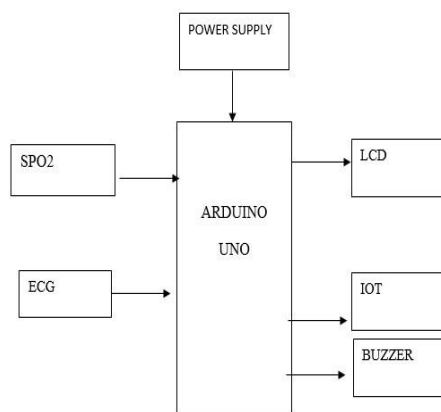 POWER SUPPLY
SPO2
LCD
ARDUINO
UNO
ECG
IOT
BUZZER